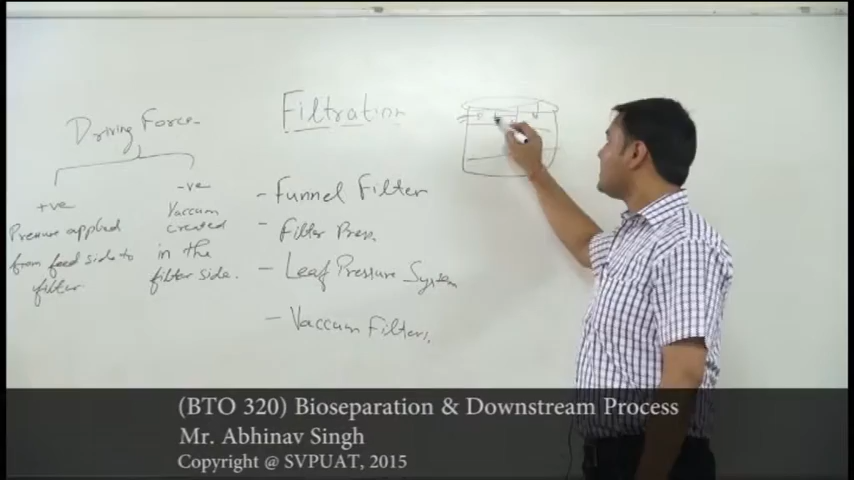 Driving Force
+ve
Pressure applied
from feed side to
filter
-ve
Vaccum
created
in the
filter side.
Filtration
- Funnel Filter
- Filter Press.
- Leaf Pressure System
- Vaccum Filters.
(BTO 320) Bioseparation & Downstream Process
Mr. Abhinav Singh
Copyright @ SVPUAT, 2015